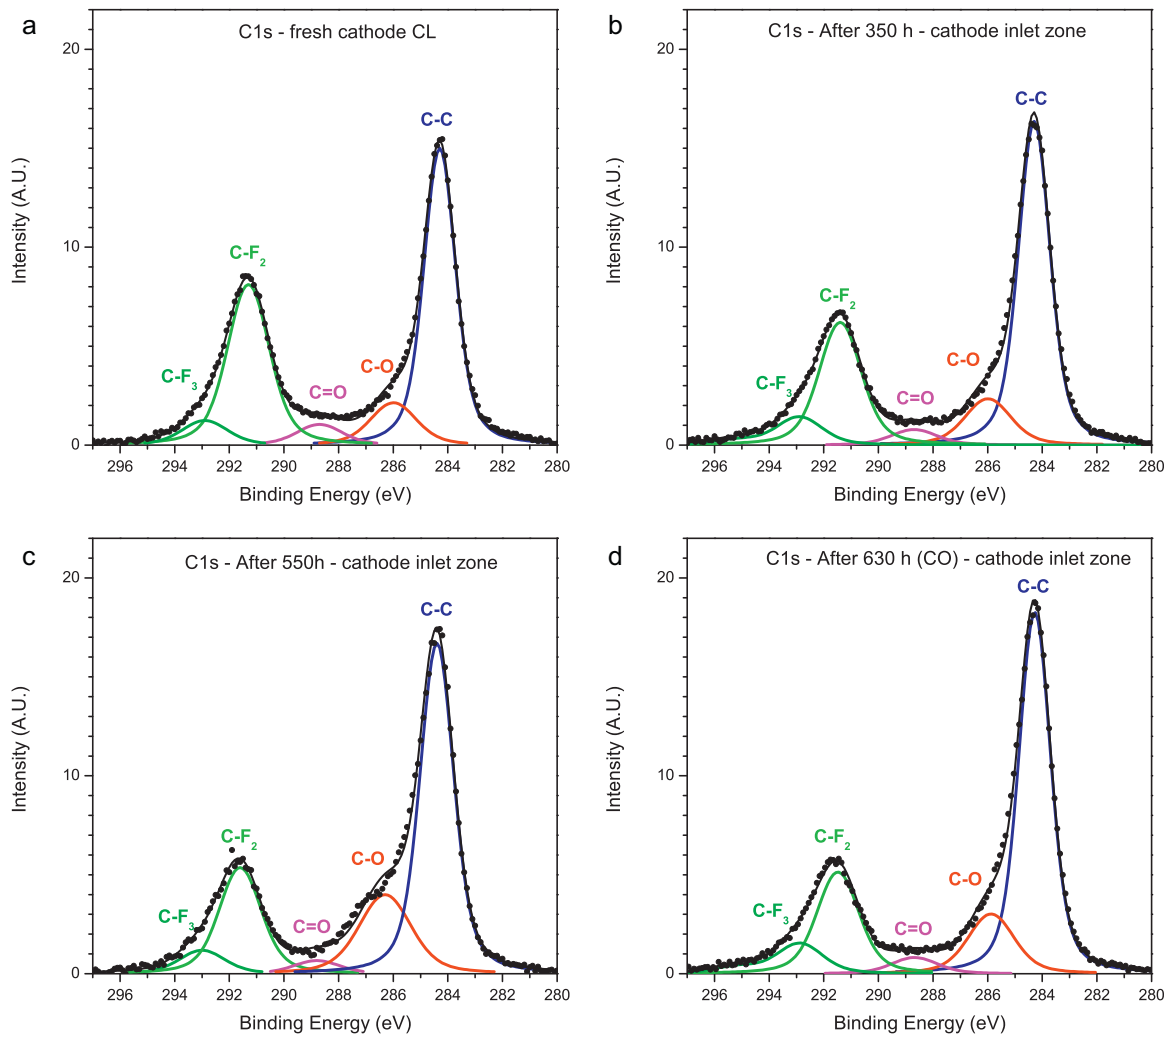 a
C1s - fresh cathode CL
20
10
0
Intensity (A.U.)
C-F3
C-F2
C=O
C-O
C-C
296 294 292 290 288 286 284 282 280
Binding Energy (eV)
b
C1s - After 350 h - cathode inlet zone
20
10
0
Intensity (A.U.)
C-F3
C-F2
C=O
C-O
C-C
296 294 292 290 288 286 284 282 280
Binding Energy (eV)
c
C1s - After 550h - cathode inlet zone
20
10
0
Intensity (A.U.)
C-F3
C-F2
C=O
C-O
C-C
296 294 292 290 288 286 284 282 280
Binding Energy (eV)
d
C1s - After 630 h (CO) - cathode inlet zone
20
10
0
Intensity (A.U.)
C-F3
C-F2
C=O
C-O
C-C
296 294 292 290 288 286 284 282 280
Binding Energy (eV)